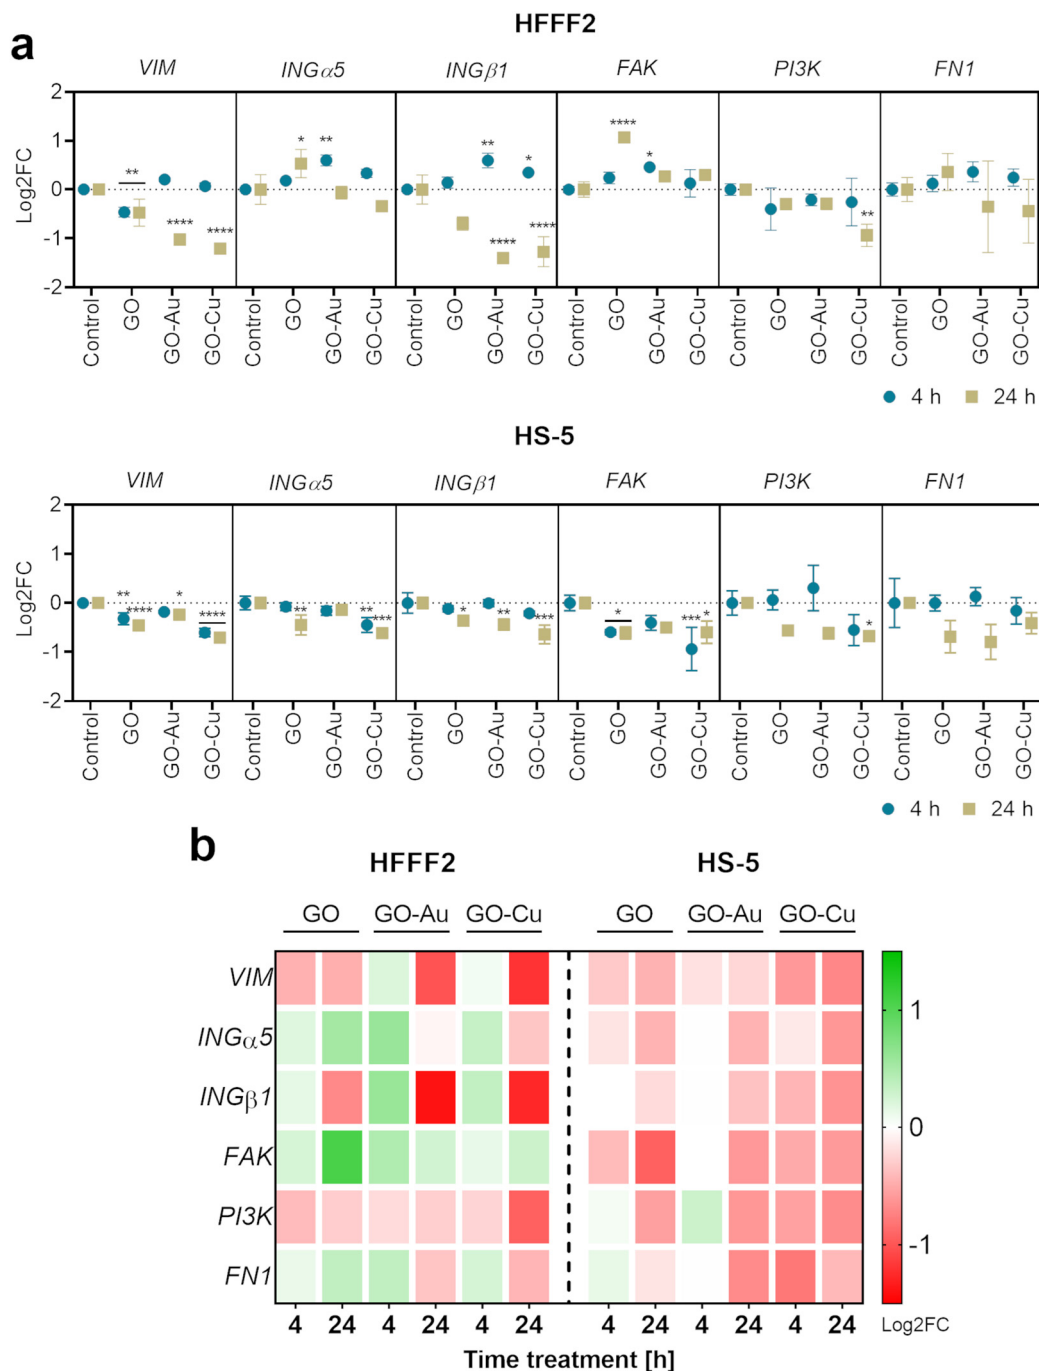 a
HFFF2
VIM INGα5 INGβ1 FAK PI3K FN1
Log2FC
2
1
0
-1
-2
** **** ****
* **
** * **** ****
**** *
**
Control GO GO-Au GO-Cu Control GO GO-Au GO-Cu Control GO GO-Au GO-Cu Control GO GO-Au GO-Cu Control GO GO-Au GO-Cu Control GO GO-Au GO-Cu
4 h 24 h
HS-5
VIM INGα5 INGβ1 FAK PI3K FN1
Log2FC
2
1
0
-1
-2
** **** * ****
** ** ***
* ** ***
* *** *
*
Control GO GO-Au GO-Cu Control GO GO-Au GO-Cu Control GO GO-Au GO-Cu Control GO GO-Au GO-Cu Control GO GO-Au GO-Cu Control GO GO-Au GO-Cu
4 h 24 h
b
HFFF2 HS-5
GO GO-Au GO-Cu GO GO-Au GO-Cu
VIM
INGα5
INGβ1
FAK
PI3K
FN1
1
0
-1
Log2FC
4 24 4 24 4 24 4 24 4 24 4 24
Time treatment [h]